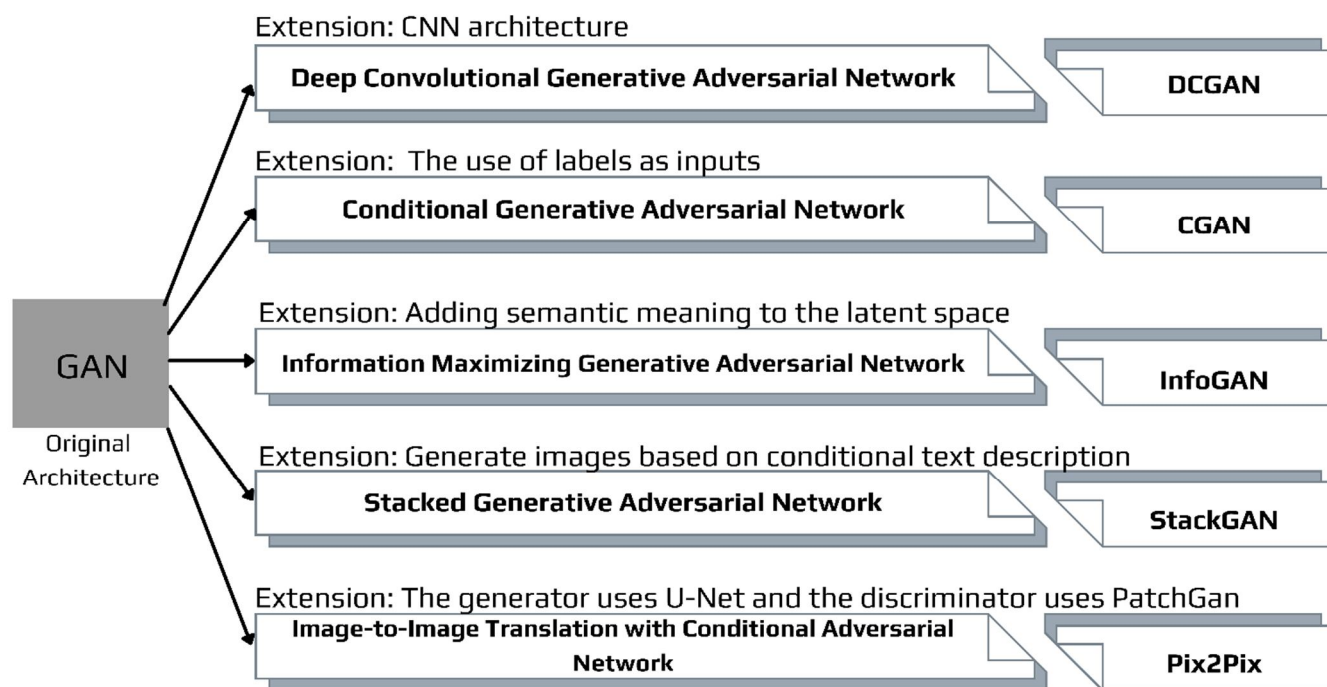 Extension: CNN architecture
Deep Convolutional Generative Adversarial Network
DCGAN
Extension: The use of labels as inputs
Conditional Generative Adversarial Network
CGAN
GAN
Original
Architecture
Extension: Adding semantic meaning to the latent space
Information Maximizing Generative Adversarial Network
InfoGAN
Extension: Generate images based on conditional text description
Stacked Generative Adversarial Network
StackGAN
Extension: The generator uses U-Net and the discriminator uses PatchGan
Image-to-Image Translation with Conditional Adversarial
Network
Pix2Pix